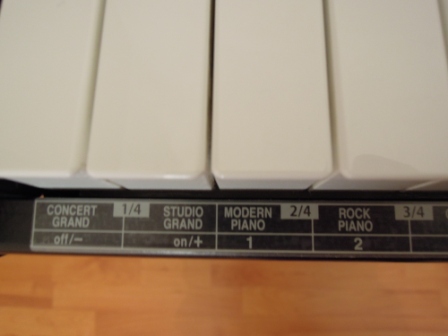 CONCERT GRAND 1/4 STUDIO GRAND MODERN PIANO 2/4 ROCK PIANO 3/4
off/− on/+ 1 2